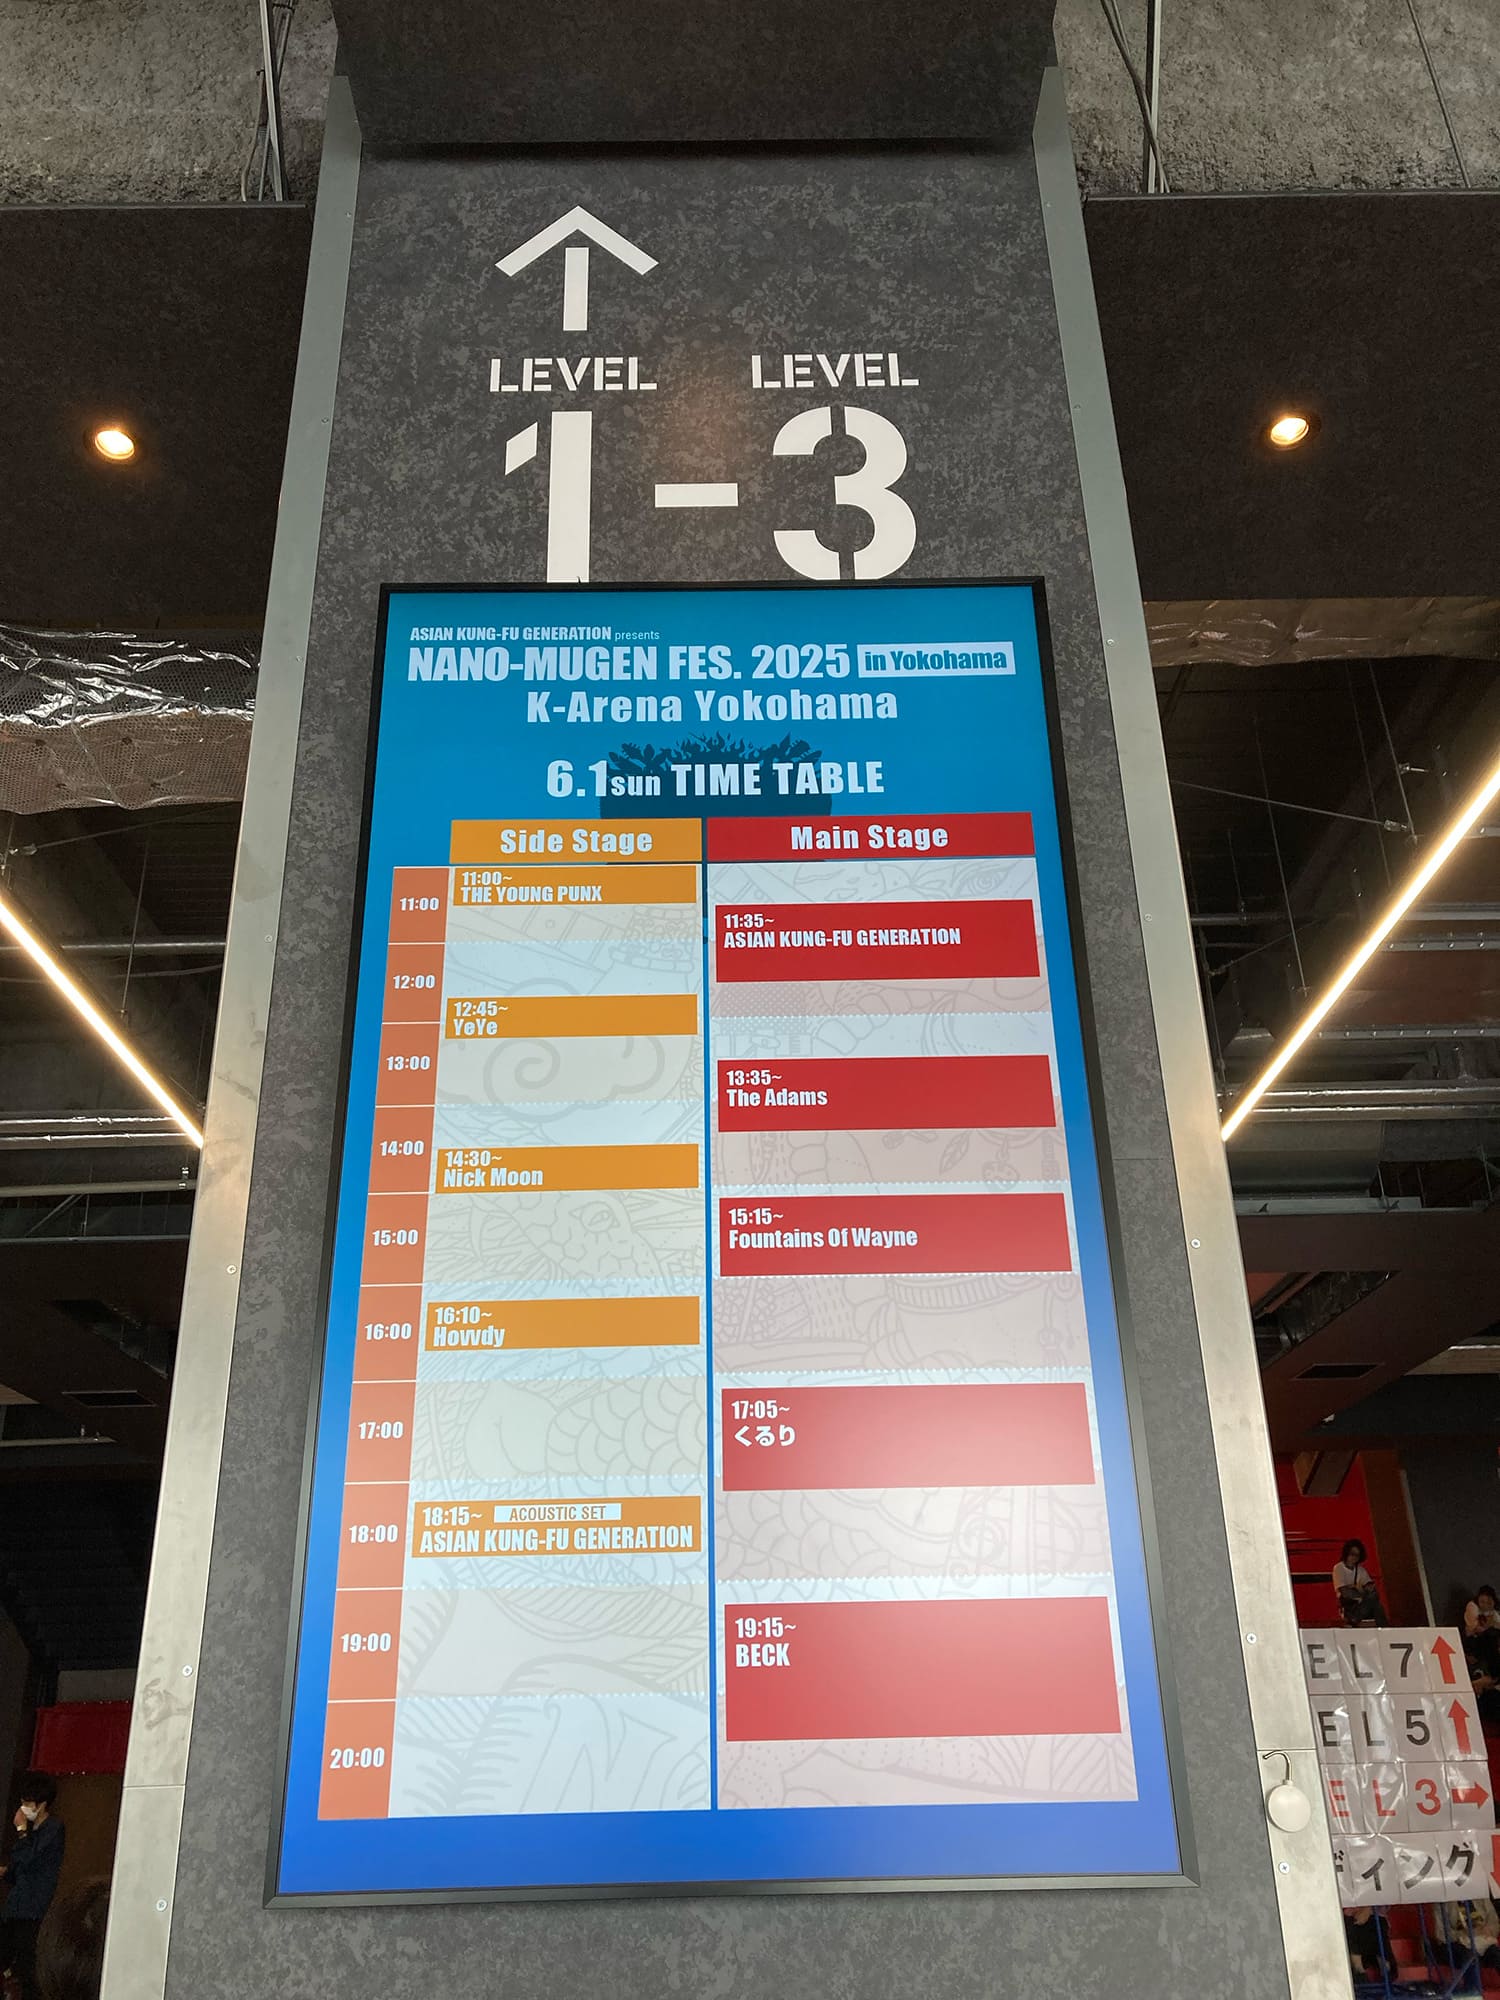 LEVEL LEVEL
1-3
ASIAN KUNG-FU GENERATION presents
NANO-MUGEN FES. 2025 in Yokohama
K-Arena Yokohama
6.1sun TIME TABLE
Side Stage
Main Stage
11:00
11:00~
THE YOUNG PUNX
11:35~
ASIAN KUNG-FU GENERATION
12:00
12:45~
YeYe
13:00
13:35~
The Adams
14:00
14:30~
Nick Moon
15:00
15:15~
Fountains Of Wayne
16:00
16:10~
Hovvdy
17:00
17:05~
くるり
18:00
18:15~ ACOUSTIC SET
ASIAN KUNG-FU GENERATION
19:00
19:15~
BECK
20:00
EL7
EL5
EL3
ィング